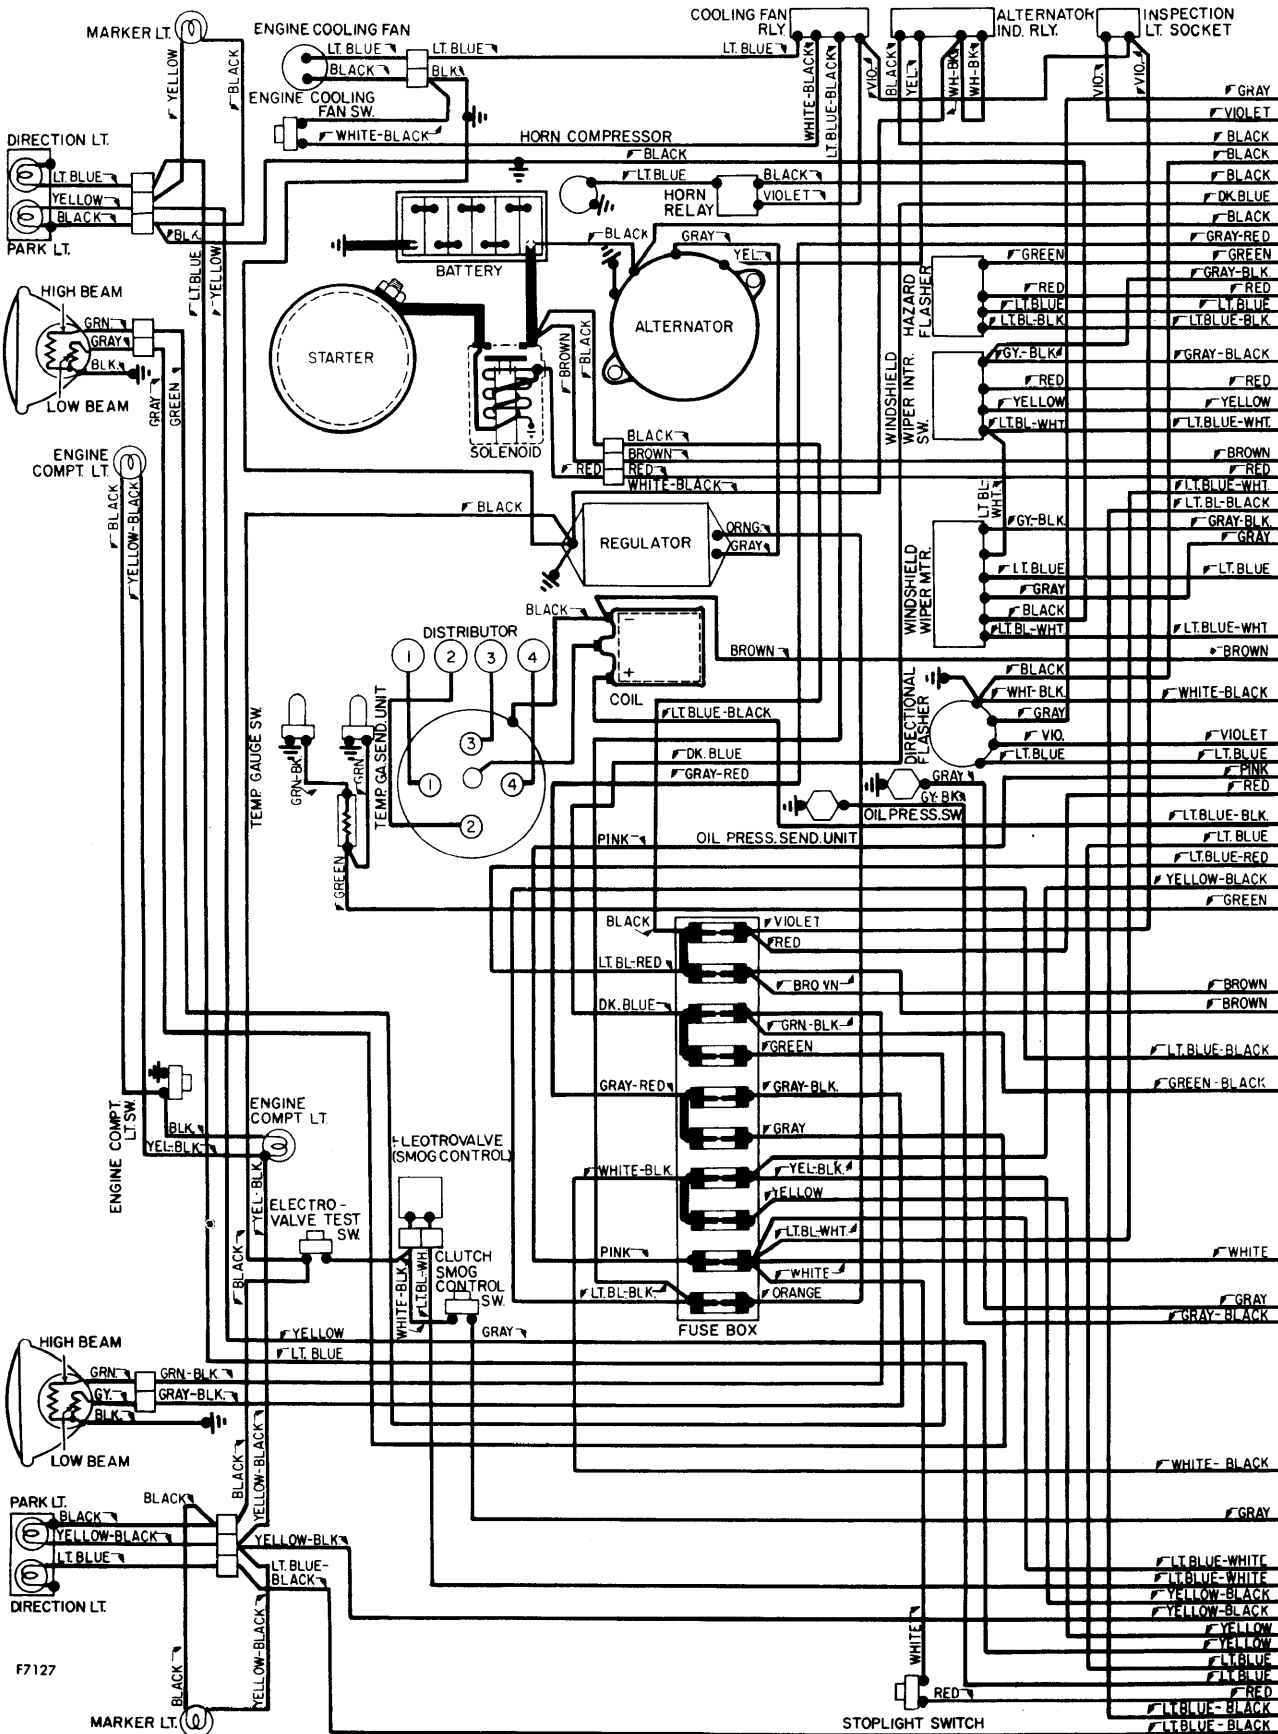 MARKER LT.
ENGINE COOLING FAN
COOLING FAN
RLY.
ALTERNATOR
IND. RLY.
INSPECTION
LT. SOCKET
LT. BLUE
LT. BLUE
LT. BLUE
BLACK
BLK.
YELLOW
BLACK
ENGINE COOLING
FAN SW.
WHITE-BLACK
HORN COMPRESSOR
WHITE-BLACK
LT. BLUE-BLACK
VIO.
BLACK
YEL.
WH-BK
WH-BK
VIO.
VIO.
GRAY
VIOLET
BLACK
BLACK
BLACK
DK.BLUE
BLACK
GRAY-RED
GREEN
GRAY-BLK.
RED
LT.BLUE
LT.BLUE-BLK.
DIRECTION LT.
LT. BLUE
YELLOW
BLACK
PARK LT.
BLK.
LT.BLUE
YELLOW
BLACK
LT.BLUE
BLACK
HORN
RELAY
VIOLET
BATTERY
BLACK
GRAY
YEL.
ALTERNATOR
STARTER
SOLENOID
BROWN
BLACK
HAZARD
FLASHER
GREEN
RED
LT.BLUE
LT.BL-BLK
HIGH BEAM
GRN.
GRAY
BLK.
LOW BEAM
GRAY
GREEN
WINDSHIELD
WIPER INTR.
SW.
GY.-BLK
RED
YELLOW
LT.BL-WHT
GRAY-BLACK
RED
YELLOW
LT.BLUE-WHT.
ENGINE
COMPT LT.
BLACK
YELLOW-BLACK
BLACK
BROWN
RED
RED
WHITE-BLACK
BROWN
RED
LT.BLUE-WHT.
LT.BL-BLACK
GRAY-BLK.
GRAY
LT.BL-
WHT.
BLACK
REGULATOR
ORNG.
GRAY
WINDSHIELD
WIPER MTR.
GY.-BLK
LT.BLUE
GRAY
BLACK
LT.BL-WHT.
LT.BLUE
LT.BLUE-WHT
BROWN
BLACK
-
+
COIL
BROWN
DISTRIBUTOR
1
2
3
4
3
1
4
2
TEMP. GAUGE SW.
GRN-BK.
GRN
TEMP. GA.SEND.UNIT
GREEN
LT.BLUE-BLACK
DK. BLUE
GRAY-RED
DIRECTIONAL
FLASHER
BLACK
WHT-BLK.
GRAY
VIO.
LT.BLUE
WHITE-BLACK
VIOLET
LT.BLUE
PINK
RED
GRAY
GY-BK.
OIL PRESS.SW.
PINK
OIL PRESS.SEND.UNIT
LT.BLUE-BLK.
LT. BLUE
LT.BLUE-RED
YELLOW-BLACK
GREEN
BLACK
VIOLET
RED
LT. BL-RED
BRO VN
BROWN
BROWN
DK.BLUE
GRN-BLK.
GREEN
LT.BLUE-BLACK
GREEN-BLACK
GRAY-RED
GRAY-BLK.
GRAY
WHITE-BLK.
YEL-BLK.
YELLOW
LT.BL-WHT.
PINK
WHITE
WHITE
LT. BL-BLK.
ORANGE
FUSE BOX
GRAY
GRAY-BLACK
ENGINE COMPT.
LT. SW.
BLK.
YEL-BLK
ENGINE
COMPT LT.
YEL-BLK
ELECTRO-
VALVE TEST
SW.
LEOTROVALVE
(SMOG CONTROL)
CLUTCH
SMOG
CONTROL
SW.
WHITE-BLK
LT.BL-WH
BLACK
GRAY
YELLOW
LT. BLUE
HIGH BEAM
GRN.
GRN-BLK.
GY.
GRAY-BLK.
BLK.
LOW BEAM
BLACK
YELLOW-BLACK
WHITE-BLACK
GRAY
PARK LT.
BLACK
BLACK
YELLOW-BLACK
LT.BLUE
DIRECTION LT.
YELLOW-BLK
LT. BLUE-
BLACK
BLACK
YELLOW-BLACK
MARKER LT.
F7127
WHITE
RED
STOPLIGHT SWITCH
LT.BLUE-WHITE
LT.BLUE-WHITE
YELLOW-BLACK
YELLOW-BLACK
YELLOW
YELLOW
LT.BLUE
LT.BLUE
RED
LT.BLUE-BLACK
LT.BLUE-BLACK